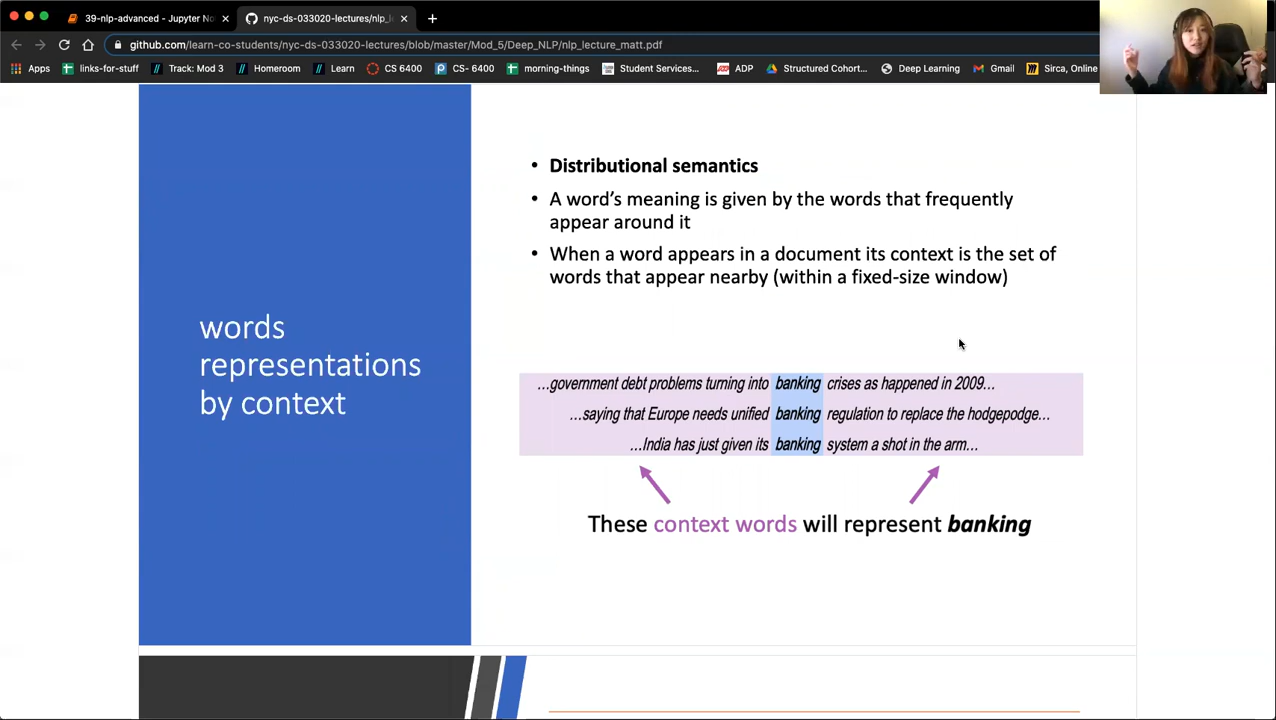 39-nlp-advanced - Jupyter No
nyc-ds-033020-lectures/nlp_l
github.com/learn-co-students/nyc-ds-033020-lectures/blob/master/Mod_5/Deep_NLP/nlp_lecture_matt.pdf
Apps links-for-stuff Track: Mod 3 Homeroom Learn CS 6400 CS- 6400 morning-things Student Services... ADP Structured Cohort... Deep Learning Gmail Sirca, Online
words
representations
by context
• Distributional semantics
• A word’s meaning is given by the words that frequently
appear around it
• When a word appears in a document its context is the set of
words that appear nearby (within a fixed-size window)
…government debt problems turning into banking crises as happened in 2009…
…saying that Europe needs unified banking regulation to replace the hodgepodge…
…India has just given its banking system a shot in the arm…
These context words will represent banking